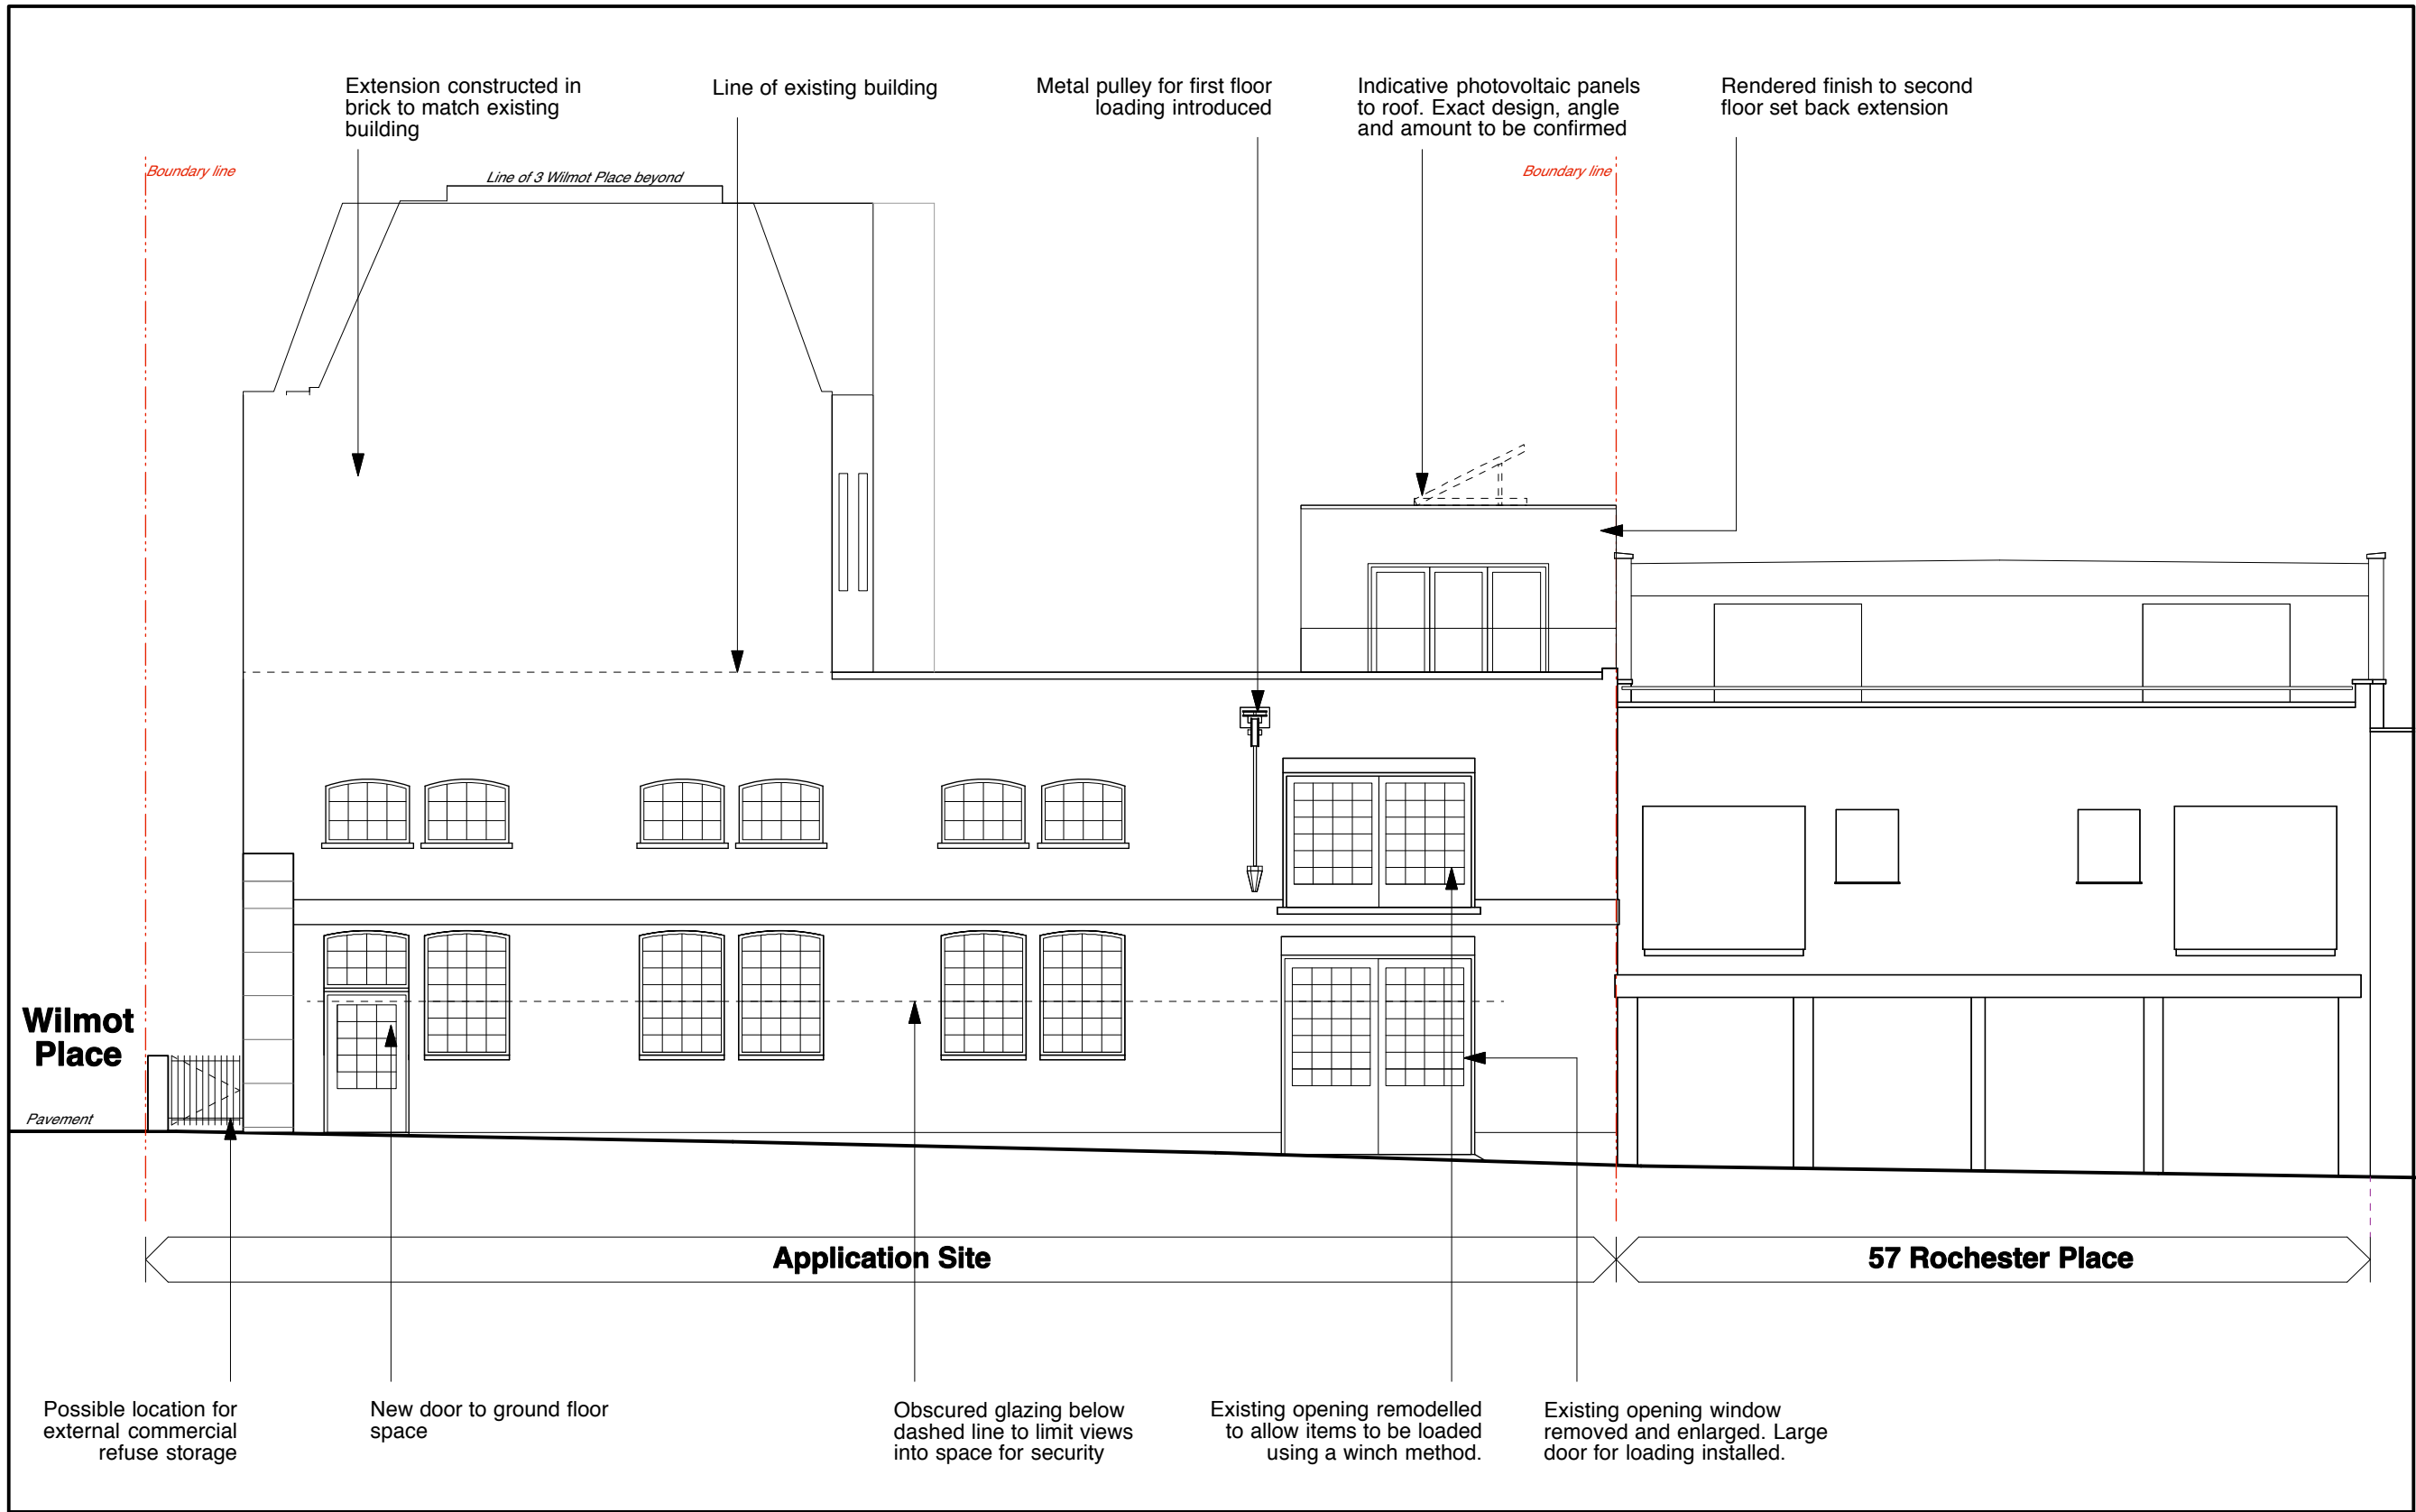 Extension constructed in
brick to match existing
building
Line of existing building
Metal pulley for first floor
loading introduced
Indicative photovoltaic panels
to roof. Exact design, angle
and amount to be confirmed
Rendered finish to second
floor set back extension
Boundary line
Line of 3 Wilmot Place beyond
Boundary line
Wilmot
Place
Pavement
Application Site
57 Rochester Place
Possible location for
external commercial
refuse storage
New door to ground floor
space
Obscured glazing below
dashed line to limit views
into space for security
Existing opening remodelled
to allow items to be loaded
using a winch method.
Existing opening window
removed and enlarged. Large
door for loading installed.